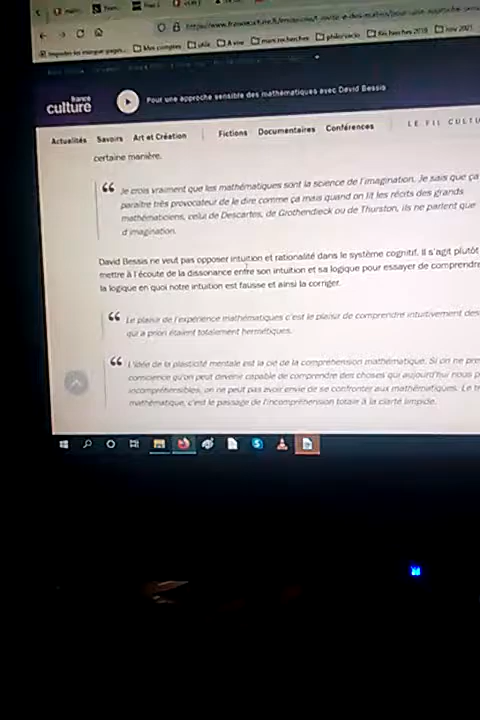 france
culture
Pour une approche sensible des mathématiques avec David Bessis
Actualités Savoirs Art et Création Fictions Documentaires Conférences LE FIL CULTU
certaine manière.
“ Je crois vraiment que les mathématiques sont la science de l'imagination. Je sais que ça
paraître très provocateur de le dire comme ça mais quand on lit les récits des grands
mathématiciens, celui de Descartes, de Grothendieck ou de Thurston, ils ne parlent que
d'imagination.
David Bessis ne veut pas opposer intuition et rationalité dans le système cognitif. Il s'agit plutôt
mettre à l'écoute de la dissonance entre son intuition et sa logique pour essayer de comprendre
la logique en quoi notre intuition est fausse et ainsi la corriger.
“ Le plaisir de l'expérience mathématiques c'est le plaisir de comprendre intuitivement des
qui a priori étaient totalement hermétiques.
“ L'idée de la plasticité mentale est la clé de la compréhension mathématique. Si on ne pre
conscience qu'on peut devenir capable de comprendre des choses qui aujourd'hui nous p
incompréhensibles, on ne peut pas avoir envie de se confronter aux mathématiques. Le tr
mathématique, c'est le passage de l'incompréhension totale à la clarté limpide.